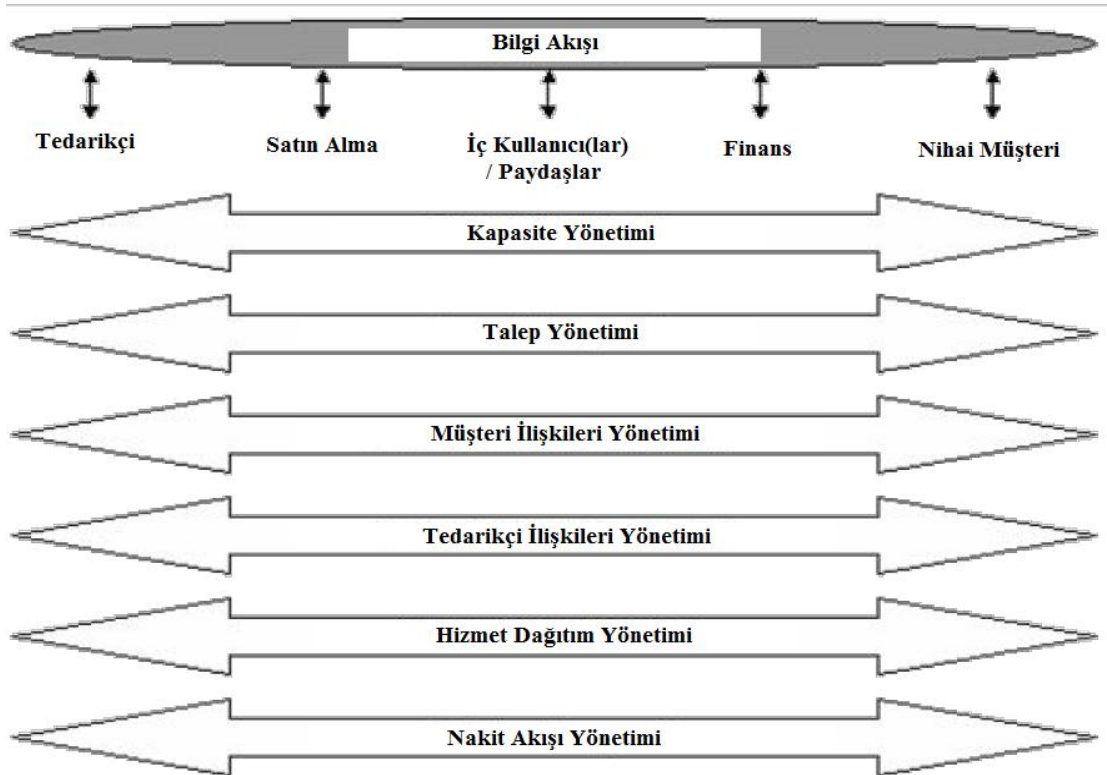 Bilgi Akışı
Tedarikçi
Satın Alma
İç Kullanıcı(lar)
/ Paydaşlar
Finans
Nihai Müşteri
Kapasite Yönetimi
Talep Yönetimi
Müşteri İlişkileri Yönetimi
Tedarikçi İlişkileri Yönetimi
Hizmet Dağıtım Yönetimi
Nakit Akışı Yönetimi